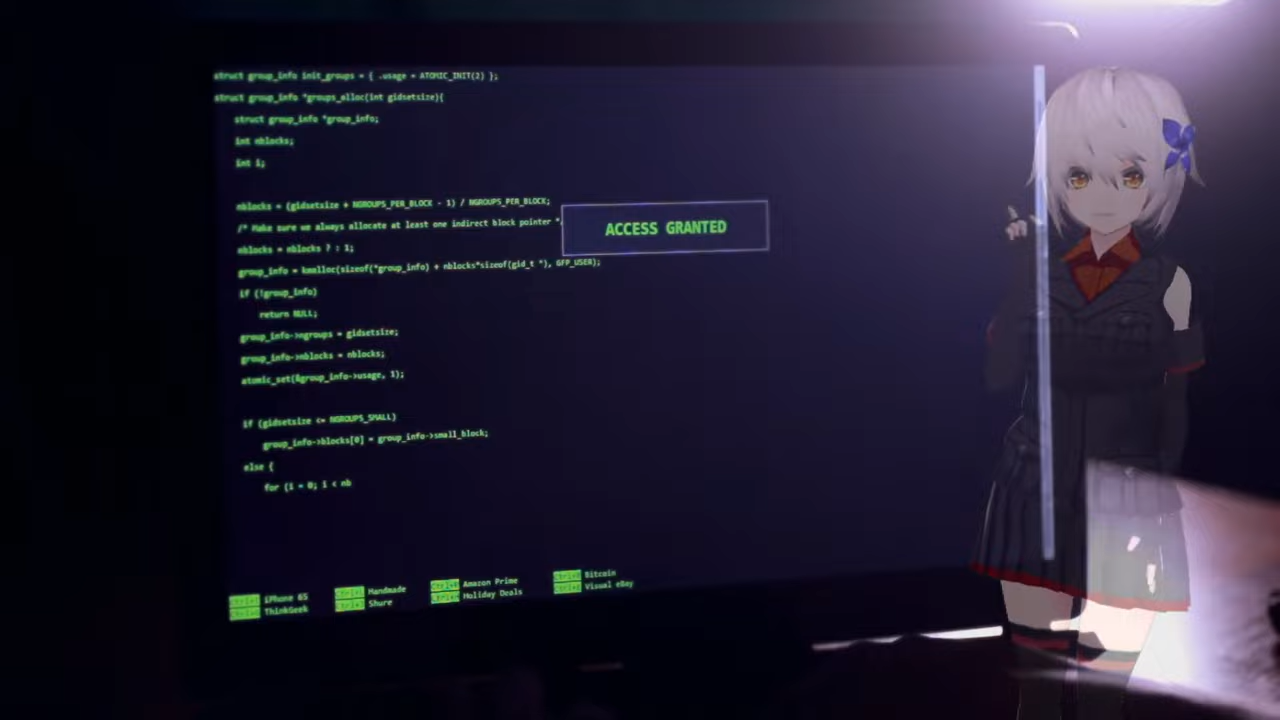 struct group_info init_groups = { .usage = ATOMIC_INIT(2) };
struct group_info *groups_alloc(int gidsetsize){
struct group_info *group_info;
int nblocks;
int i;
nblocks = (gidsetsize + NGROUPS_PER_BLOCK - 1) / NGROUPS_PER_BLOCK;
/* Make sure we always allocate at least one indirect block pointer *
ACCESS GRANTED
nblocks = nblocks ? : 1;
group_info = kmalloc(sizeof(*group_info) + nblocks*sizeof(gid_t *), GFP_USER);
if (!group_info)
return NULL;
group_info->ngroups = gidsetsize;
group_info->nblocks = nblocks;
atomic_set(&group_info->usage, 1);
if (gidsetsize <= NGROUPS_SMALL)
group_info->blocks[0] = group_info->small_block;
else {
for (i = 0; i < nb
iPhone 6S Handmade Amazon Prime Bitcoin
ThinkGeek Shure Holiday Deals Visual eBay